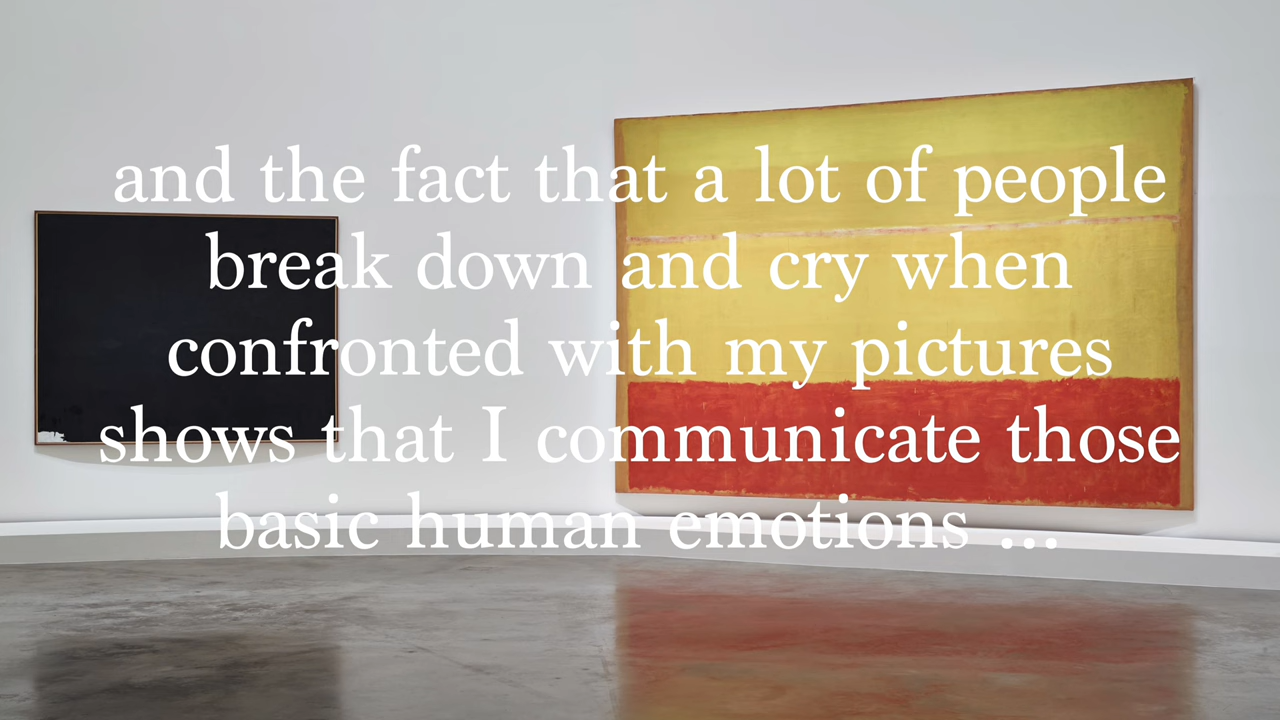 and the fact that a lot of people
break down and cry when
confronted with my pictures
shows that I communicate those
basic human emotions ...